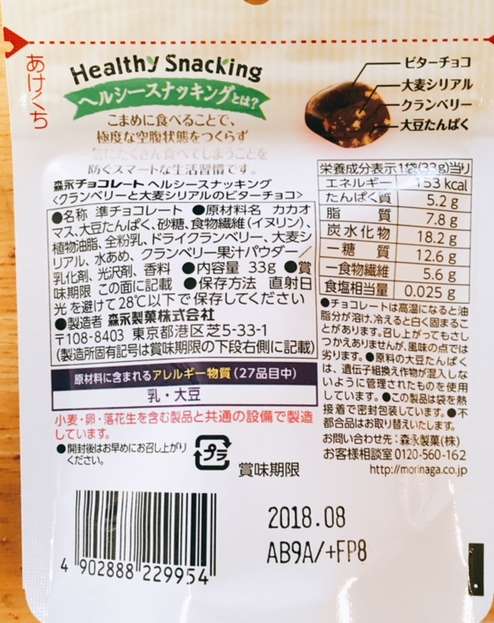 あけくち
Healthy Snacking
ヘルシースナッキングとは?
こまめに食べることで、
極度な空腹状態をつくらず
一度にたくさん食べてしまうことを
防ぐスマートな生活習慣です。
ビターチョコ
大麦シリアル
クランベリー
大豆たんぱく
森永チョコレート ヘルシースナッキング
<クランベリーと大麦シリアルのビターチョコ>
●名称 準チョコレート ●原材料名 カカオ
マス、大豆たんぱく、砂糖、食物繊維(イヌリン)、
植物油脂、全粉乳、ドライクランベリー、大麦シ
リアル、水あめ、クランベリー果汁パウダー/
乳化剤、光沢剤、香料 ●内容量 33g ●賞
味期限 この面に記載 ●保存方法 直射日
光を避けて28℃以下で保存してください
●製造者 森永製菓株式会社
〒108-8403 東京都港区芝5-33-1
(製造所固有記号は賞味期限の下段右側に記載)
原材料に含まれるアレルギー物質(27品目中)
乳・大豆
小麦・卵・落花生を含む製品と共通の設備で製造
しています。
●開封後はお早めにお召し上がり
ください。
プラ
賞味期限
栄養成分表示1袋(33g)当り
エネルギー 153 kcal
たんぱく質 5.2 g
脂質 7.8 g
炭水化物 18.2 g
-糖質 12.6 g
-食物繊維 5.6 g
食塩相当量 0.025 g
●チョコレートは高温になると油
脂分が溶け、冷えると白く固まるこ
とがあります。召し上がってもさしつ
つかえありませんが、風味の点では
劣ります。●原料の大豆たんぱく
は、遺伝子組換え作物が混入しな
いように管理されたものを使用
しています。●この製品は袋を熱
接着で密封包装しています。●不
都合品はお取り替えいたします。
お問い合わせ先:森永製菓(株)
お客様相談室 0120-560-162
http://morinaga.co.jp
2018.08
AB9A/+FP8
4 902888 229954